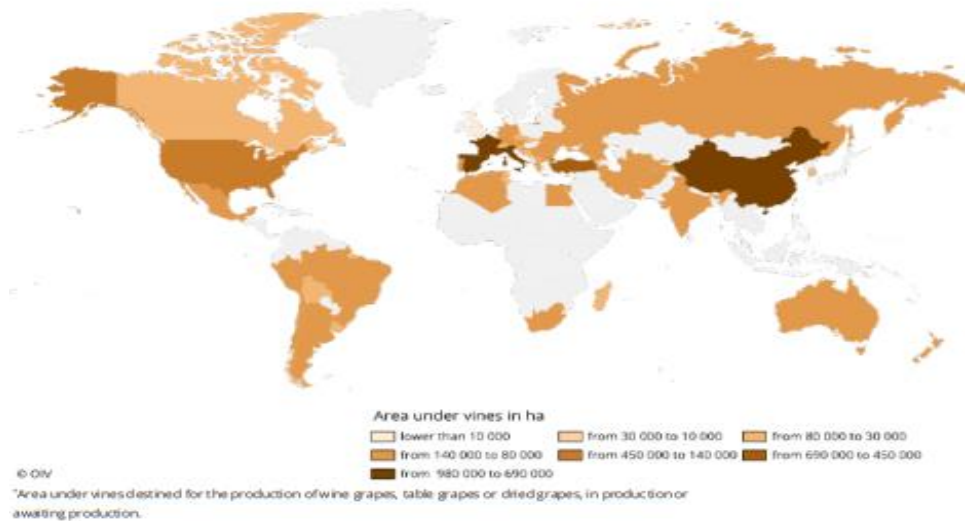 Area under vines in ha
lower than 10 000 from 30 000 to 10 000 from 80 000 to 30 000
from 140 000 to 80 000 from 450 000 to 140 000 from 690 000 to 450 000
from 980 000 to 690 000
© OIV
*Area under vines destined for the production of wine grapes, table grapes or dried grapes, in production or
awaiting production.